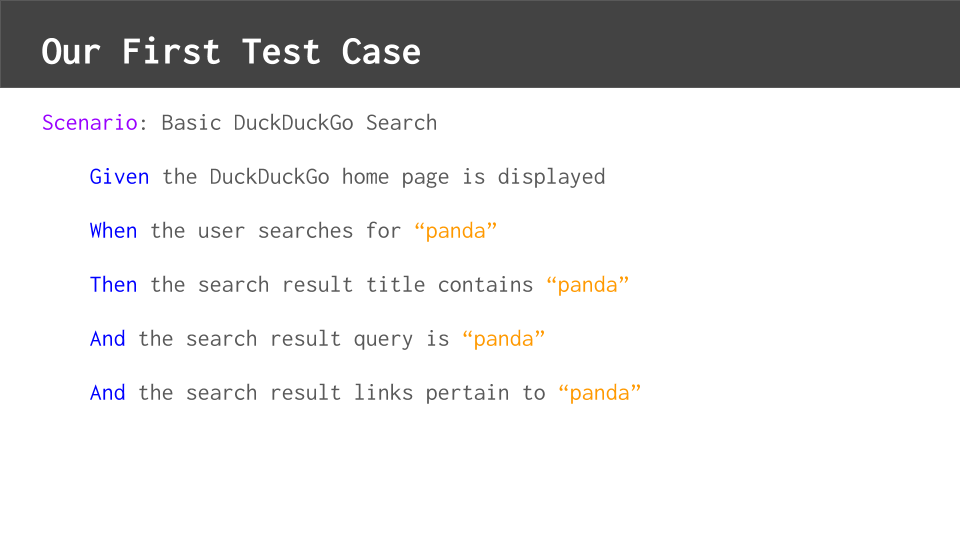 Our First Test Case
Scenario: Basic DuckDuckGo Search
Given the DuckDuckGo home page is displayed
When the user searches for “panda”
Then the search result title contains “panda”
And the search result query is “panda”
And the search result links pertain to “panda”